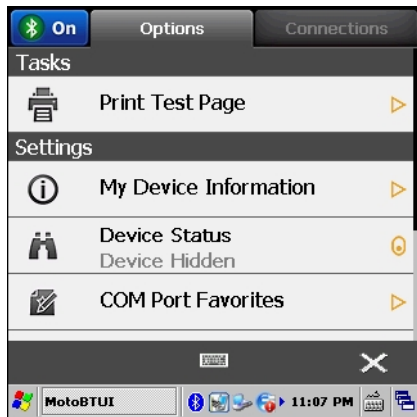 On Options Connections
Tasks
Print Test Page
Settings
My Device Information
Device Status
Device Hidden
COM Port Favorites
MotoBTUI 11:07 PM